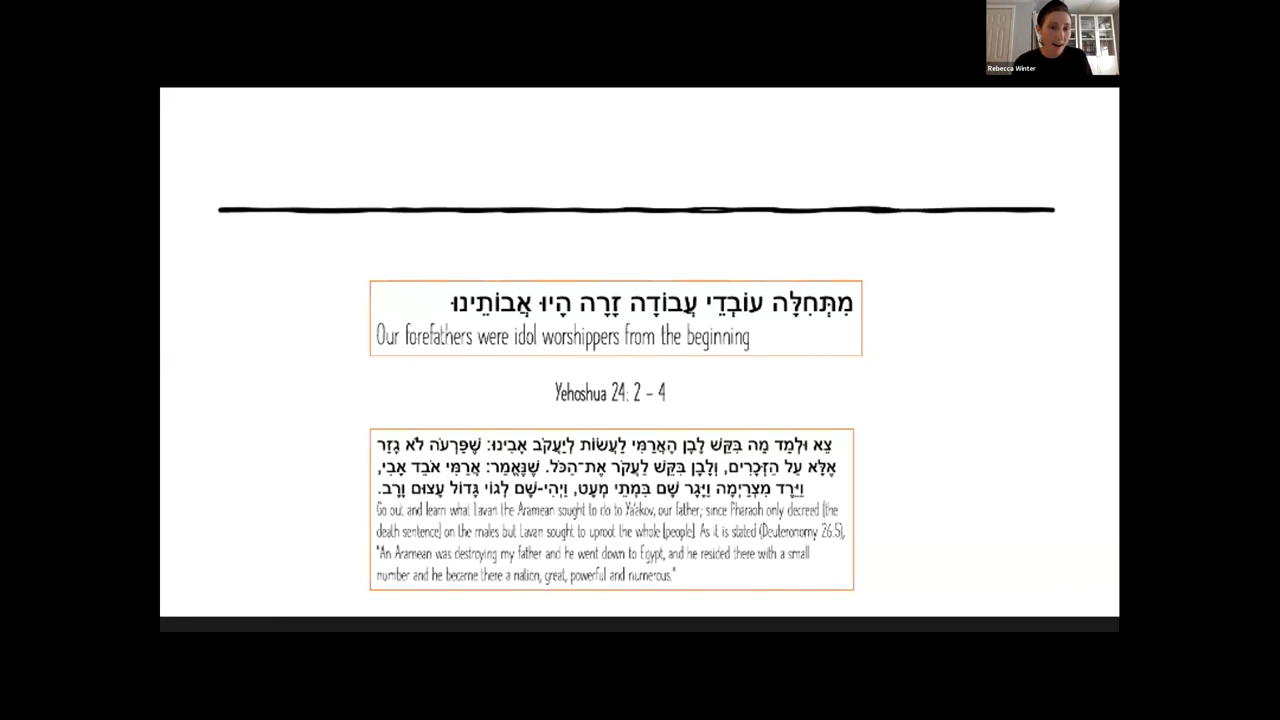 Rebecca Winter
מִתְּחִלָּה עוֹבְדֵי עֲבוֹדָה זָרָה הָיוּ אֲבוֹתֵינוּ
Our forefathers were idol worshippers from the beginning
Yehoshua 24: 2 – 4
צֵא וּלְמַד מַה בִּקֵּשׁ לָבָן הָאֲרַמִּי לַעֲשׂוֹת לְיַעֲקֹב אָבִינוּ: שֶׁפַּרְעֹה לֹא גָזַר
אֶלָּא עַל הַזְּכָרִים, וְלָבָן בִּקֵּשׁ לַעֲקֹר אֶת־הַכֹּל. שֶׁנֶּאֱמַר: אֲרַמִּי אֹבֵד אָבִי,
וַיֵּרֶד מִצְרַיְמָה וַיָּגָר שָׁם בִּמְתֵי מְעָט, וַיְהִי-שָׁם לְגוֹי גָּדוֹל עָצוּם וָרָב.
Go out and learn what Lavan the Aramean sought to do to Ya'akov, our father; since Pharaoh only decreed [the
death sentence] on the males but Lavan sought to uproot the whole [people]. As it is stated (Deuteronomy 26:5),
"An Aramean was destroying my father and he went down to Egypt, and he resided there with a small
number and he became there a nation, great, powerful and numerous."